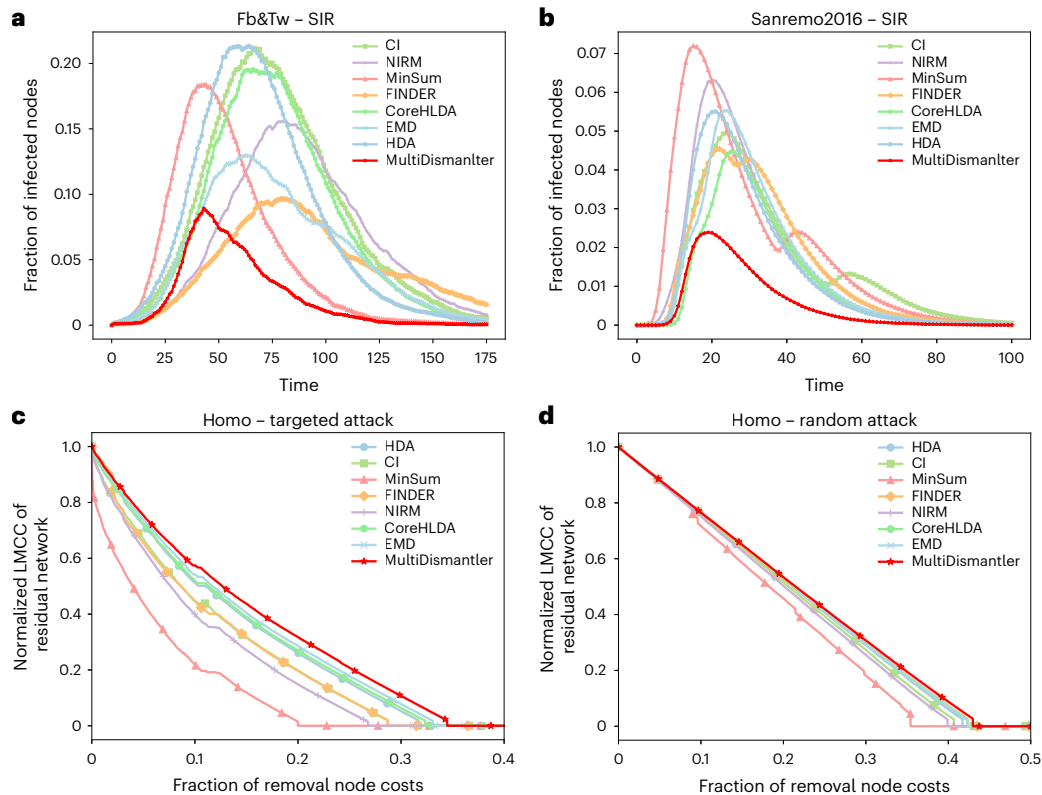 a
Fb&Tw – SIR
Fraction of infected nodes
0.20
0.15
0.10
0.05
0
0
25
50
75
100
125
150
175
Time
CI
NIRM
MinSum
FINDER
CoreHLDA
EMD
HDA
MultiDismanlter
b
Sanremo2016 – SIR
Fraction of infected nodes
0.07
0.06
0.05
0.04
0.03
0.02
0.01
0
0
20
40
60
80
100
Time
CI
NIRM
MinSum
FINDER
CoreHLDA
EMD
HDA
MultiDismanlter
c
Homo – targeted attack
Normalized LMCC of
residual network
1.0
0.8
0.6
0.4
0.2
0
0
0.1
0.2
0.3
0.4
Fraction of removal node costs
HDA
CI
MinSum
FINDER
NIRM
CoreHLDA
EMD
MultiDismantler
d
Homo – random attack
Normalized LMCC of
residual network
1.0
0.8
0.6
0.4
0.2
0
0
0.1
0.2
0.3
0.4
0.5
Fraction of removal node costs
HDA
CI
MinSum
FINDER
NIRM
CoreHLDA
EMD
MultiDismantler